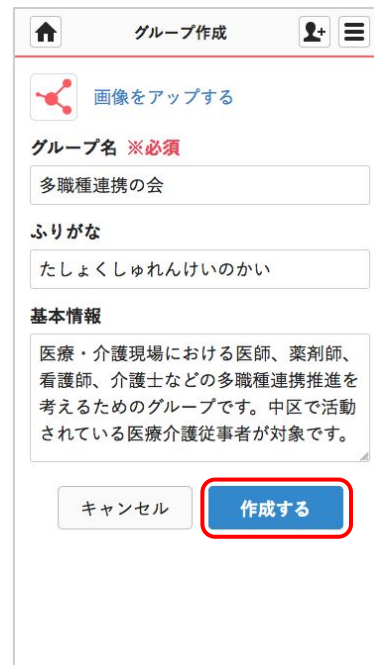 グループ作成
画像をアップする
グループ名 ※必須
多職種連携の会
ふりがな
たしょくしゅれんけいのかい
基本情報
医療・介護現場における医師、薬剤師、
看護師、介護士などの多職種連携推進を
考えるためのグループです。中区で活動
されている医療介護従事者が対象です。
キャンセル 作成する